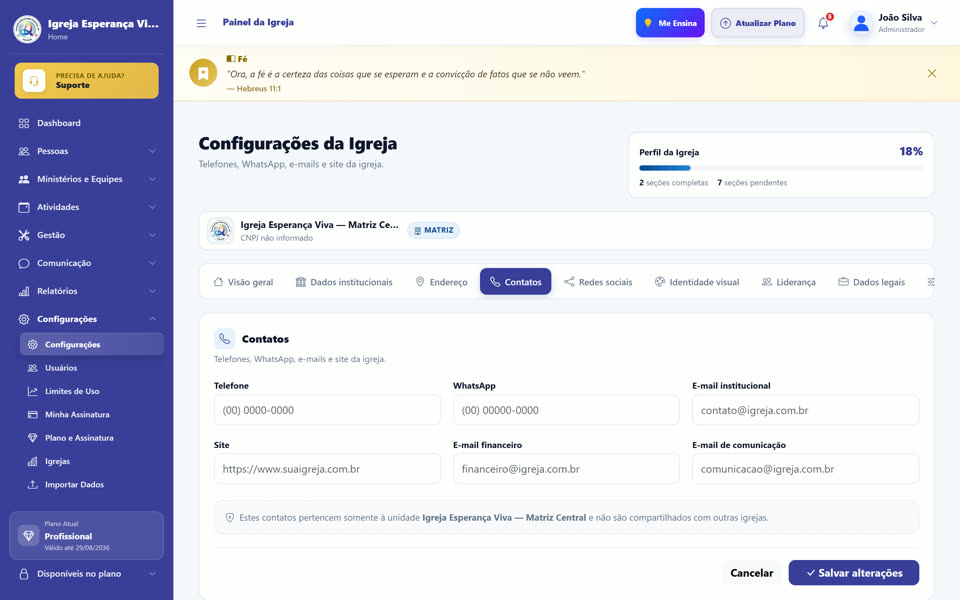 Igreja Esperança Vi...
Home
PRECISA DE AJUDA?
Suporte
Dashboard
Pessoas
Ministérios e Equipes
Atividades
Gestão
Comunicação
Relatórios
Configurações
Configurações
Usuários
Limites de Uso
Minha Assinatura
Plano e Assinatura
Igrejas
Importar Dados
Plano Atual
Profissional
Válido até 29/08/2036
Disponíveis no plano
Painel da Igreja
Me Ensina
Atualizar Plano
João Silva
Administrador
Fé
"Ora, a fé é a certeza das coisas que se esperam e a convicção de fatos que se não veem."
— Hebreus 11:1
Configurações da Igreja
Telefones, WhatsApp, e-mails e site da igreja.
Perfil da Igreja 18%
2 seções completas 7 seções pendentes
Igreja Esperança Viva — Matriz Ce...
CNPJ não informado
MATRIZ
Visão geral Dados institucionais Endereço Contatos Redes sociais Identidade visual Liderança Dados legais
Contatos
Telefones, WhatsApp, e-mails e site da igreja.
Telefone WhatsApp E-mail institucional
(00) 0000-0000 (00) 00000-0000 contato@igreja.com.br
Site E-mail financeiro E-mail de comunicação
https://www.suaigreja.com.br financeiro@igreja.com.br comunicacao@igreja.com.br
Estes contatos pertencem somente à unidade Igreja Esperança Viva — Matriz Central e não são compartilhados com outras igrejas.
Cancelar Salvar alterações